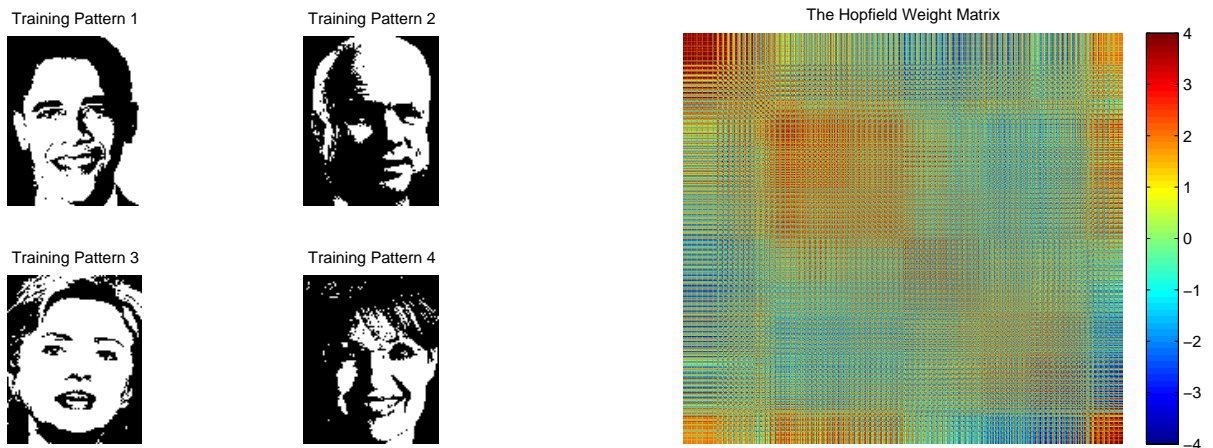 Training Pattern 1
Training Pattern 2
Training Pattern 3
Training Pattern 4
The Hopfield Weight Matrix
4
3
2
1
0
−1
−2
−3
−4